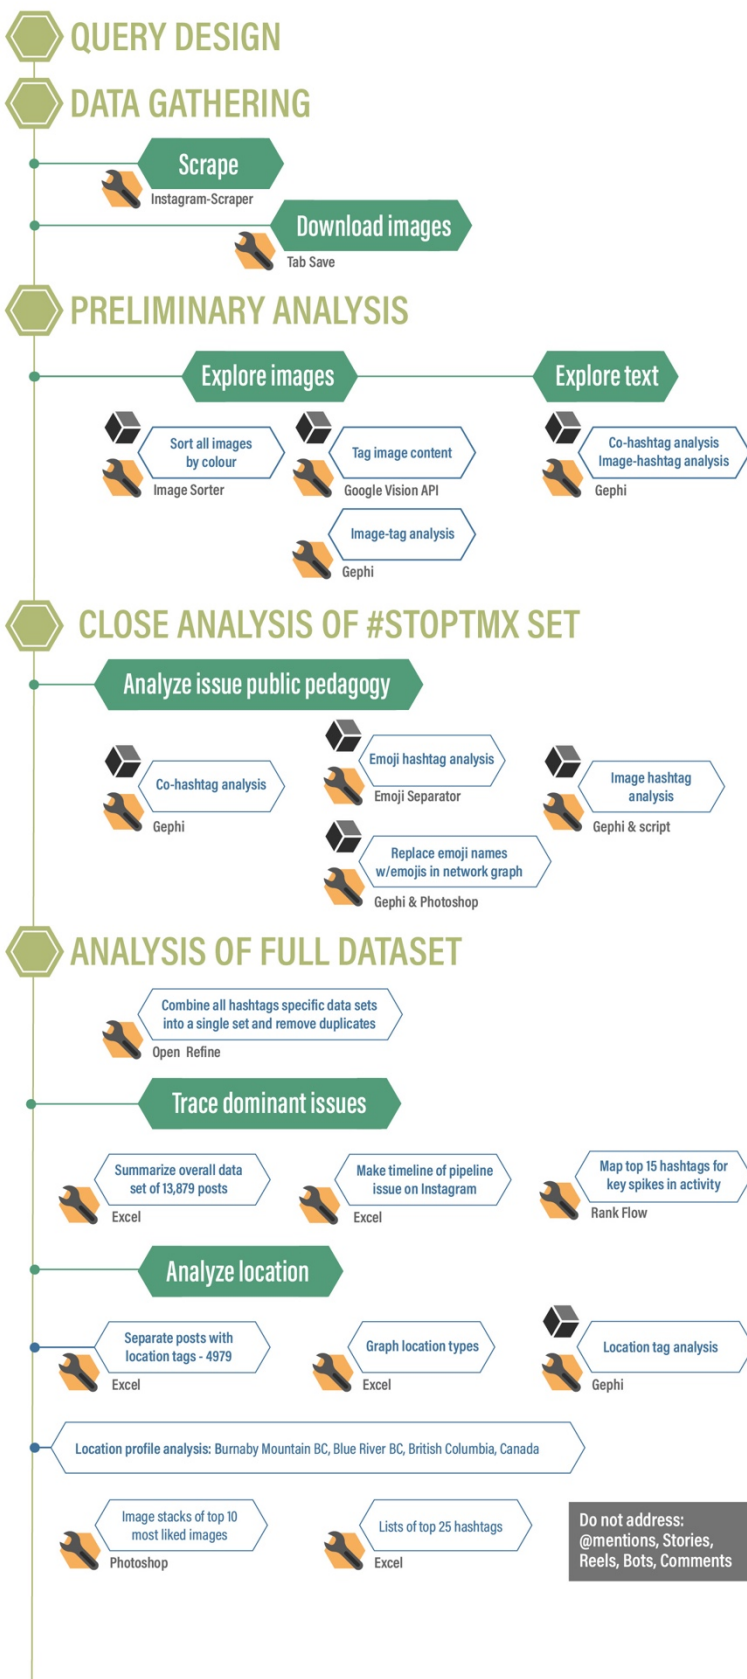 QUERY DESIGN
DATA GATHERING
Scrape
Instagram-Scraper
Download images
Tab Save
PRELIMINARY ANALYSIS
Explore images
Explore text
Sort all images
by colour
Image Sorter
Tag image content
Google Vision API
Co-hashtag analysis
Image-hashtag analysis
Gephi
Image-tag analysis
Gephi
CLOSE ANALYSIS OF #STOPTMX SET
Analyze issue public pedagogy
Co-hashtag analysis
Gephi
Emoji hashtag analysis
Emoji Separator
Image hashtag
analysis
Gephi & script
Replace emoji names
w/emojis in network graph
Gephi & Photoshop
ANALYSIS OF FULL DATASET
Combine all hashtags specific data sets
into a single set and remove duplicates
Open Refine
Trace dominant issues
Summarize overall data
set of 13,879 posts
Excel
Make timeline of pipeline
issue on Instagram
Excel
Map top 15 hashtags for
key spikes in activity
Rank Flow
Analyze location
Separate posts with
location tags - 4979
Excel
Graph location types
Excel
Location tag analysis
Gephi
Location profile analysis: Burnaby Mountain BC, Blue River BC, British Columbia, Canada
Image stacks of top 10
most liked images
Photoshop
Lists of top 25 hashtags
Excel
Do not address:
@mentions, Stories,
Reels, Bots, Comments